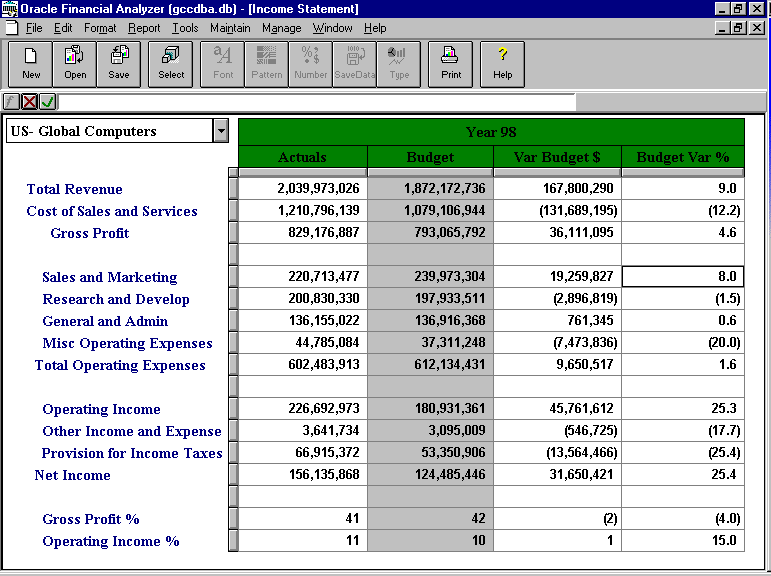 Oracle Financial Analyzer (gccdba.db) - [Income Statement]
File Edit Format Report Tools Maintain Manage Window Help
New Open Save Select Font Pattern Number SaveData Type Print Help
US- Global Computers
Year 98
Actuals Budget Var Budget $ Budget Var %
Total Revenue 2,039,973,026 1,872,172,736 167,800,290 9.0
Cost of Sales and Services 1,210,796,139 1,079,106,944 (131,689,195) (12.2)
Gross Profit 829,176,887 793,065,792 36,111,095 4.6
Sales and Marketing 220,713,477 239,973,304 19,259,827 8.0
Research and Develop 200,830,330 197,933,511 (2,896,819) (1.5)
General and Admin 136,155,022 136,916,368 761,345 0.6
Misc Operating Expenses 44,785,084 37,311,248 (7,473,836) (20.0)
Total Operating Expenses 602,483,913 612,134,431 9,650,517 1.6
Operating Income 226,692,973 180,931,361 45,761,612 25.3
Other Income and Expense 3,641,734 3,095,009 (546,725) (17.7)
Provision for Income Taxes 66,915,372 53,350,906 (13,564,466) (25.4)
Net Income 156,135,868 124,485,446 31,650,421 25.4
Gross Profit % 41 42 (2) (4.0)
Operating Income % 11 10 1 15.0